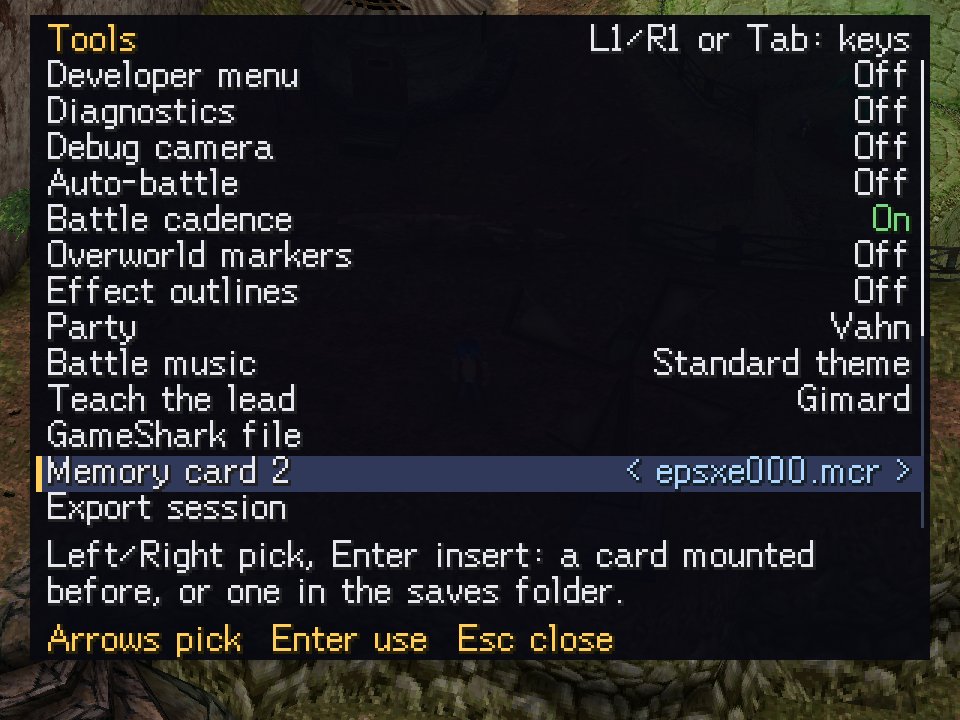 Tools L1/R1 or Tab: keys
Developer menu Off
Diagnostics Off
Debug camera Off
Auto-battle Off
Battle cadence On
Overworld markers Off
Effect outlines Off
Party Vahn
Battle music Standard theme
Teach the lead Gimard
GameShark file
Memory card 2 < epsxe000.mcr >
Export session
Left/Right pick, Enter insert: a card mounted
before, or one in the saves folder.
Arrows pick Enter use Esc close